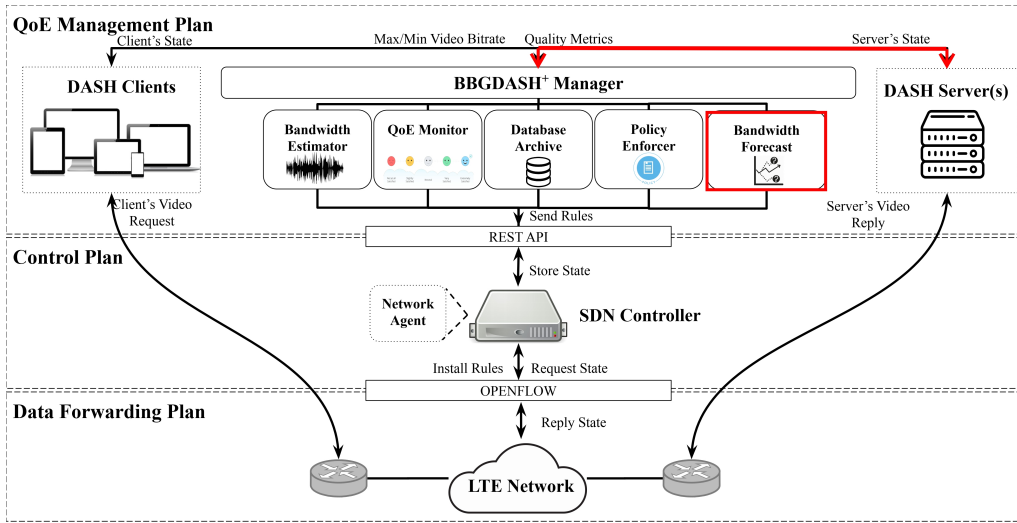 QoE Management Plan
Client's State
Max/Min Video Bitrate
Quality Metrics
Server's State
DASH Clients
BBGDASH+ Manager
DASH Server(s)
Bandwidth
Estimator
QoE Monitor
Database
Archive
Policy
Enforcer
Bandwidth
Forecast
Client's Video
Request
Send Rules
Server's Video
Reply
REST API
Control Plan
Store State
Network
Agent
SDN Controller
Install Rules
Request State
OPENFLOW
Data Forwarding Plan
Reply State
LTE Network